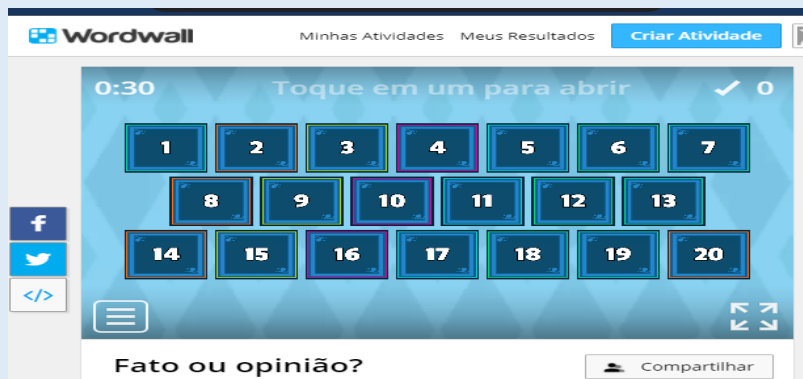 Wordwall Minhas Atividades Meus Resultados Criar Atividade
0:30 Toque em um para abrir 0
1 2 3 4 5 6 7
8 9 10 11 12 13
14 15 16 17 18 19 20
f
</>
Fato ou opinião? Compartilhar